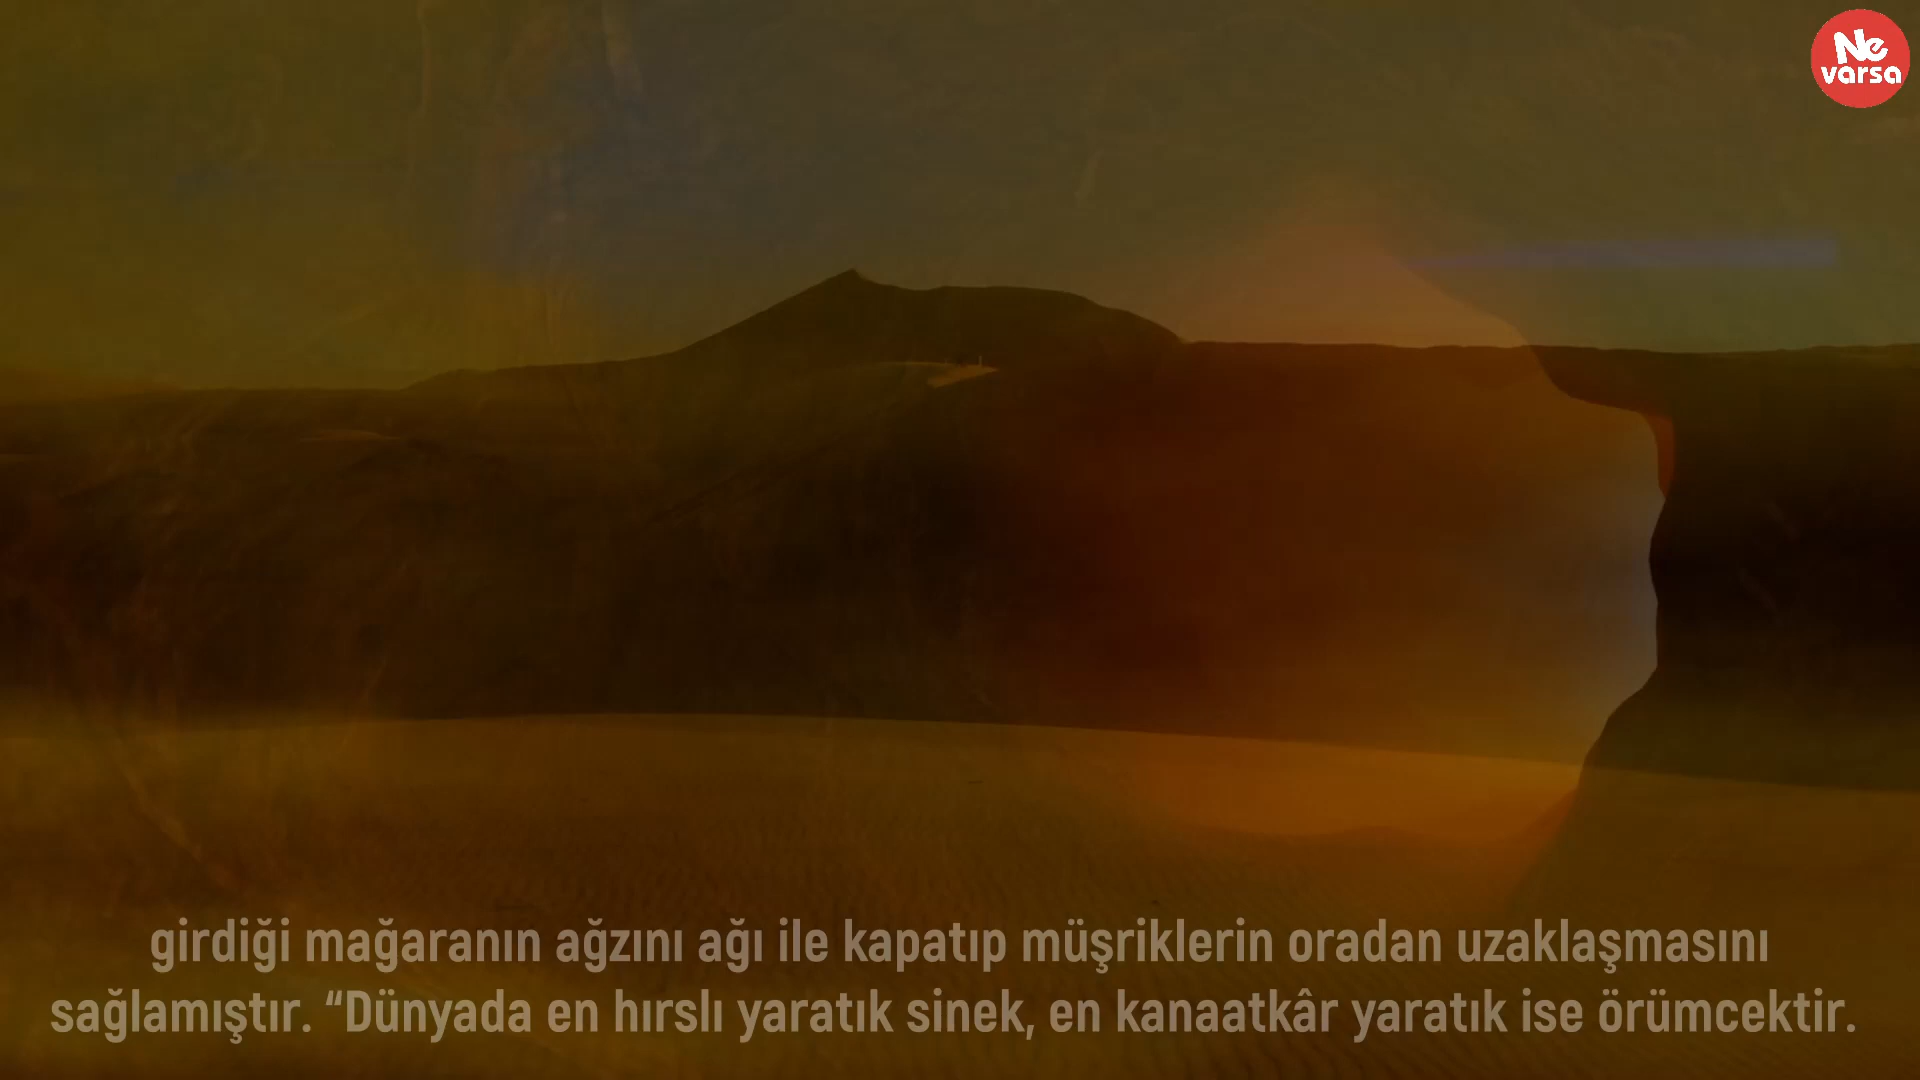 Ne
varsa
girdiği mağaranın ağzını ağı ile kapatıp müşriklerin oradan uzaklaşmasını
sağlamıştır. “Dünyada en hırslı yaratık sinek, en kanaatkâr yaratık ise örümcektir.